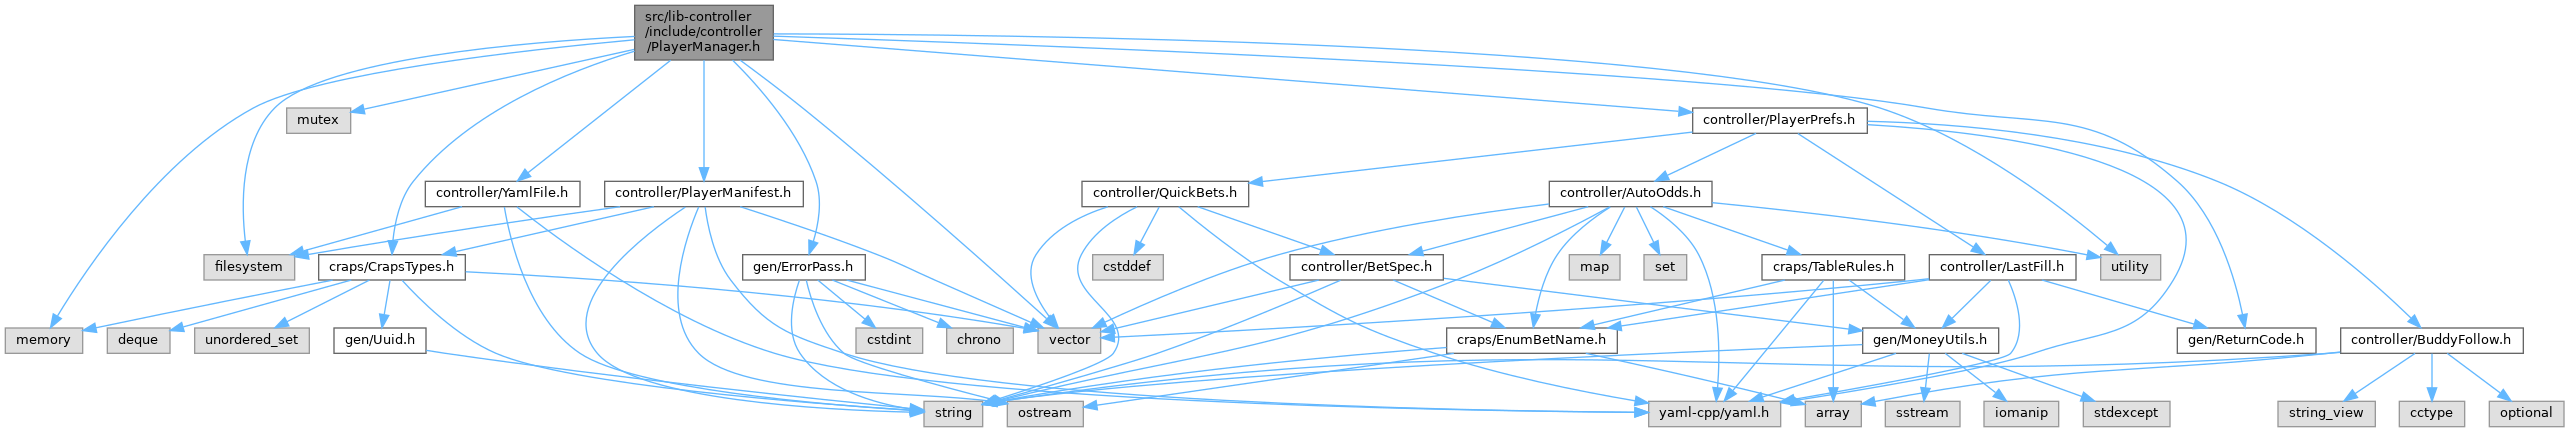 src/lib-controller
/include/controller
/PlayerManager.h
mutex
controller/PlayerPrefs.h
controller/YamlFile.h
controller/PlayerManifest.h
controller/QuickBets.h
controller/AutoOdds.h
filesystem
craps/CrapsTypes.h
gen/ErrorPass.h
cstddef
controller/BetSpec.h
map
set
craps/TableRules.h
controller/LastFill.h
utility
memory
deque
unordered_set
gen/Uuid.h
cstdint
chrono
vector
craps/EnumBetName.h
gen/MoneyUtils.h
gen/ReturnCode.h
controller/BuddyFollow.h
string
ostream
yaml-cpp/yaml.h
array
sstream
iomanip
stdexcept
string_view
cctype
optional